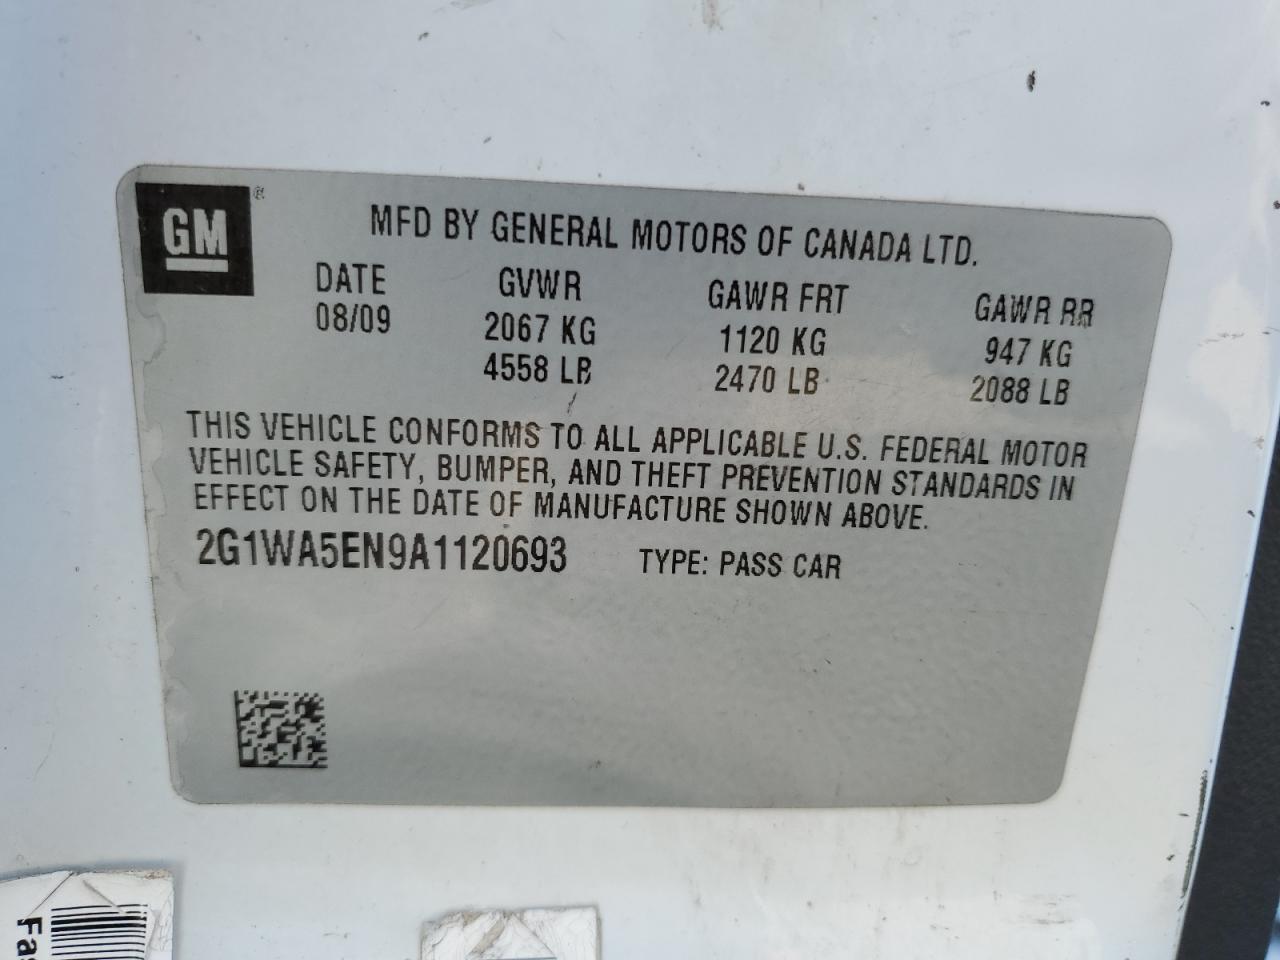 GM ®
MFD BY GENERAL MOTORS OF CANADA LTD.
DATE GVWR GAWR FRT GAWR RR
08/09 2067 KG 1120 KG 947 KG
4558 LB 2470 LB 2088 LB
THIS VEHICLE CONFORMS TO ALL APPLICABLE U.S. FEDERAL MOTOR
VEHICLE SAFETY, BUMPER, AND THEFT PREVENTION STANDARDS IN
EFFECT ON THE DATE OF MANUFACTURE SHOWN ABOVE.
2G1WA5EN9A1120693 TYPE: PASS CAR